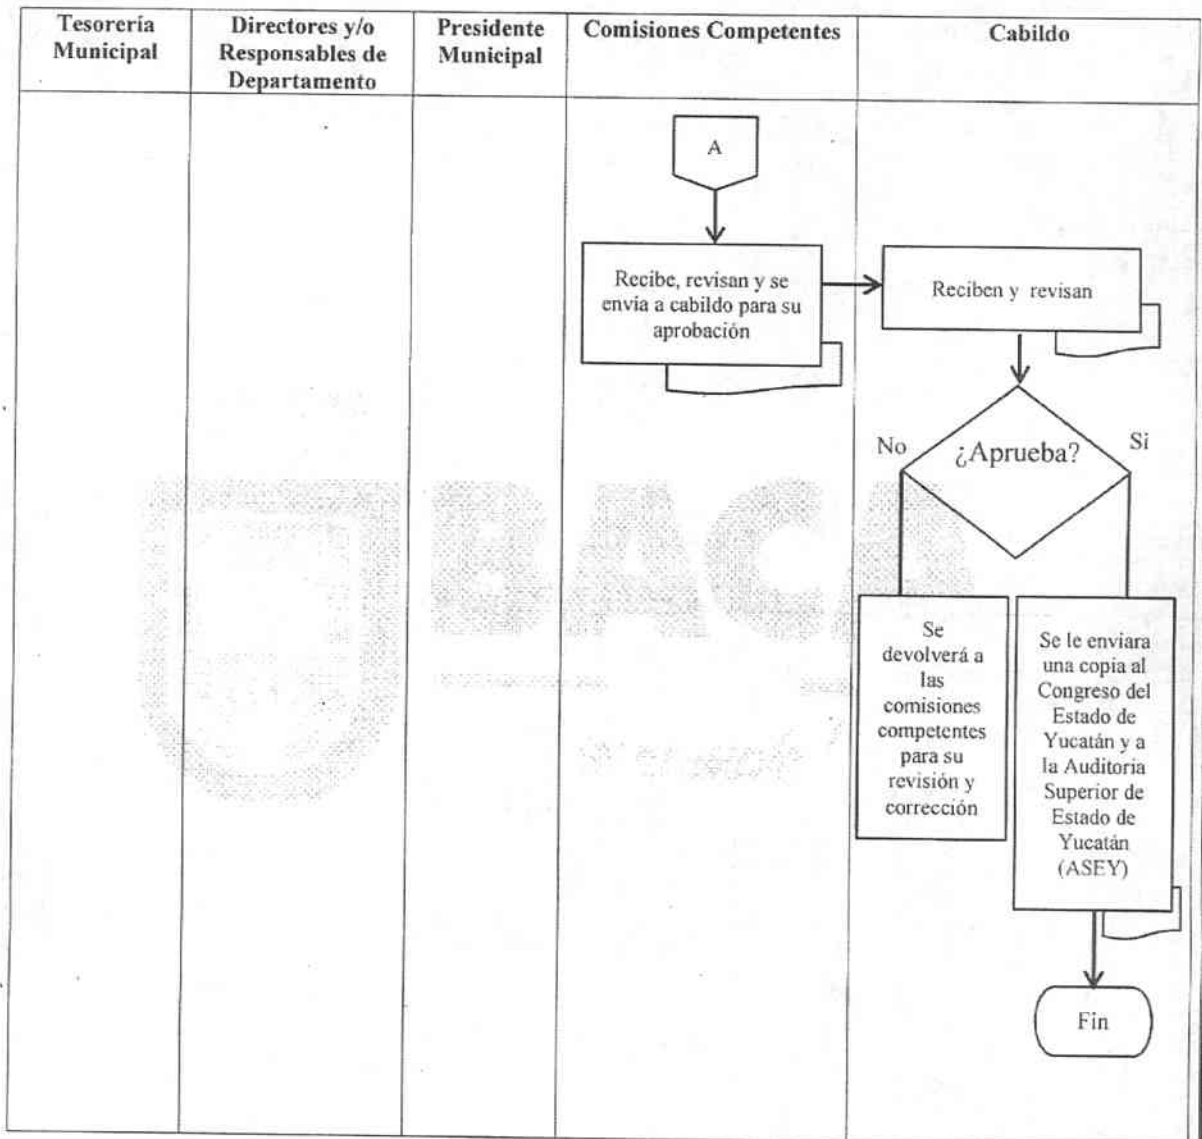 Tesorería
Municipal
Directores y/o
Responsables de
Departamento
Presidente
Municipal
Comisiones Competentes
Cabildo
A
Recibe, revisan y se
envia a cabildo para su
aprobación
Reciben y revisan
¿Aprueba?
No
Si
Se
devolverá a
las
comisiones
competentes
para su
revisión y
corrección
Se le enviara
una copia al
Congreso del
Estado de
Yucatán y a
la Auditoria
Superior de
Estado de
Yucatán
(ASEY)
Fin
BACA